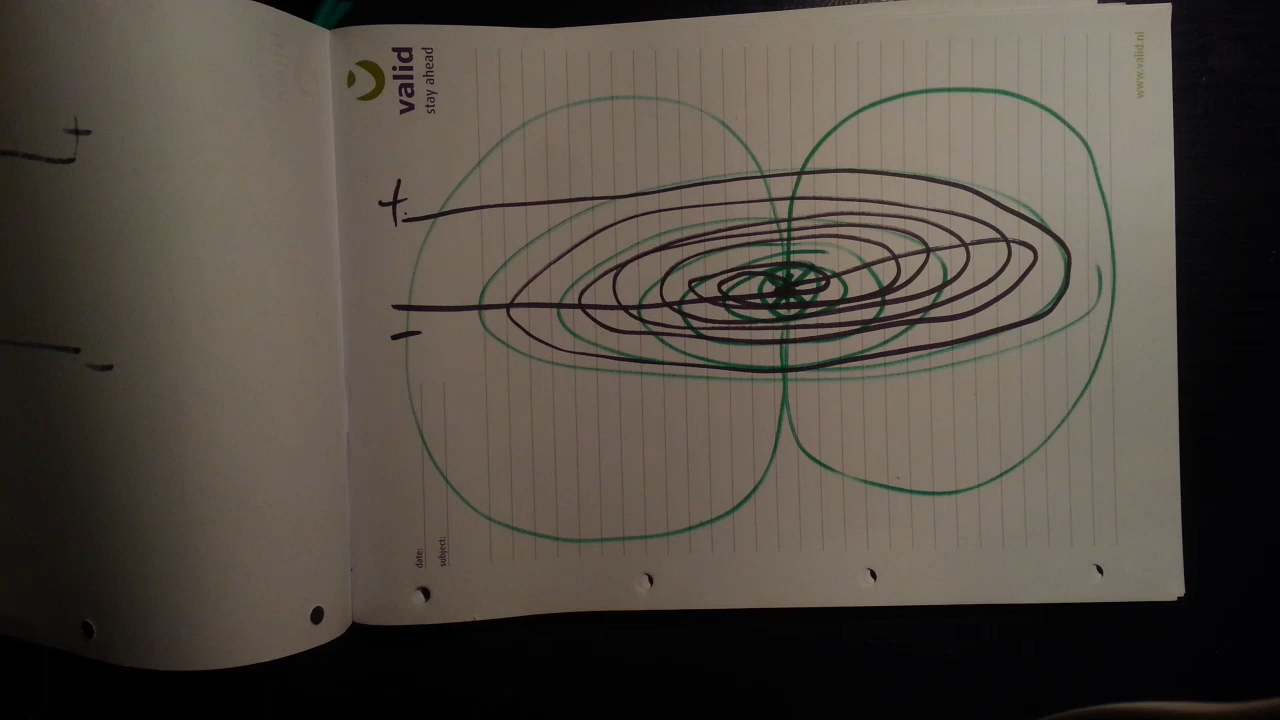 valid
stay ahead
www.valid.nl
date:
subject:
+
-
+
-